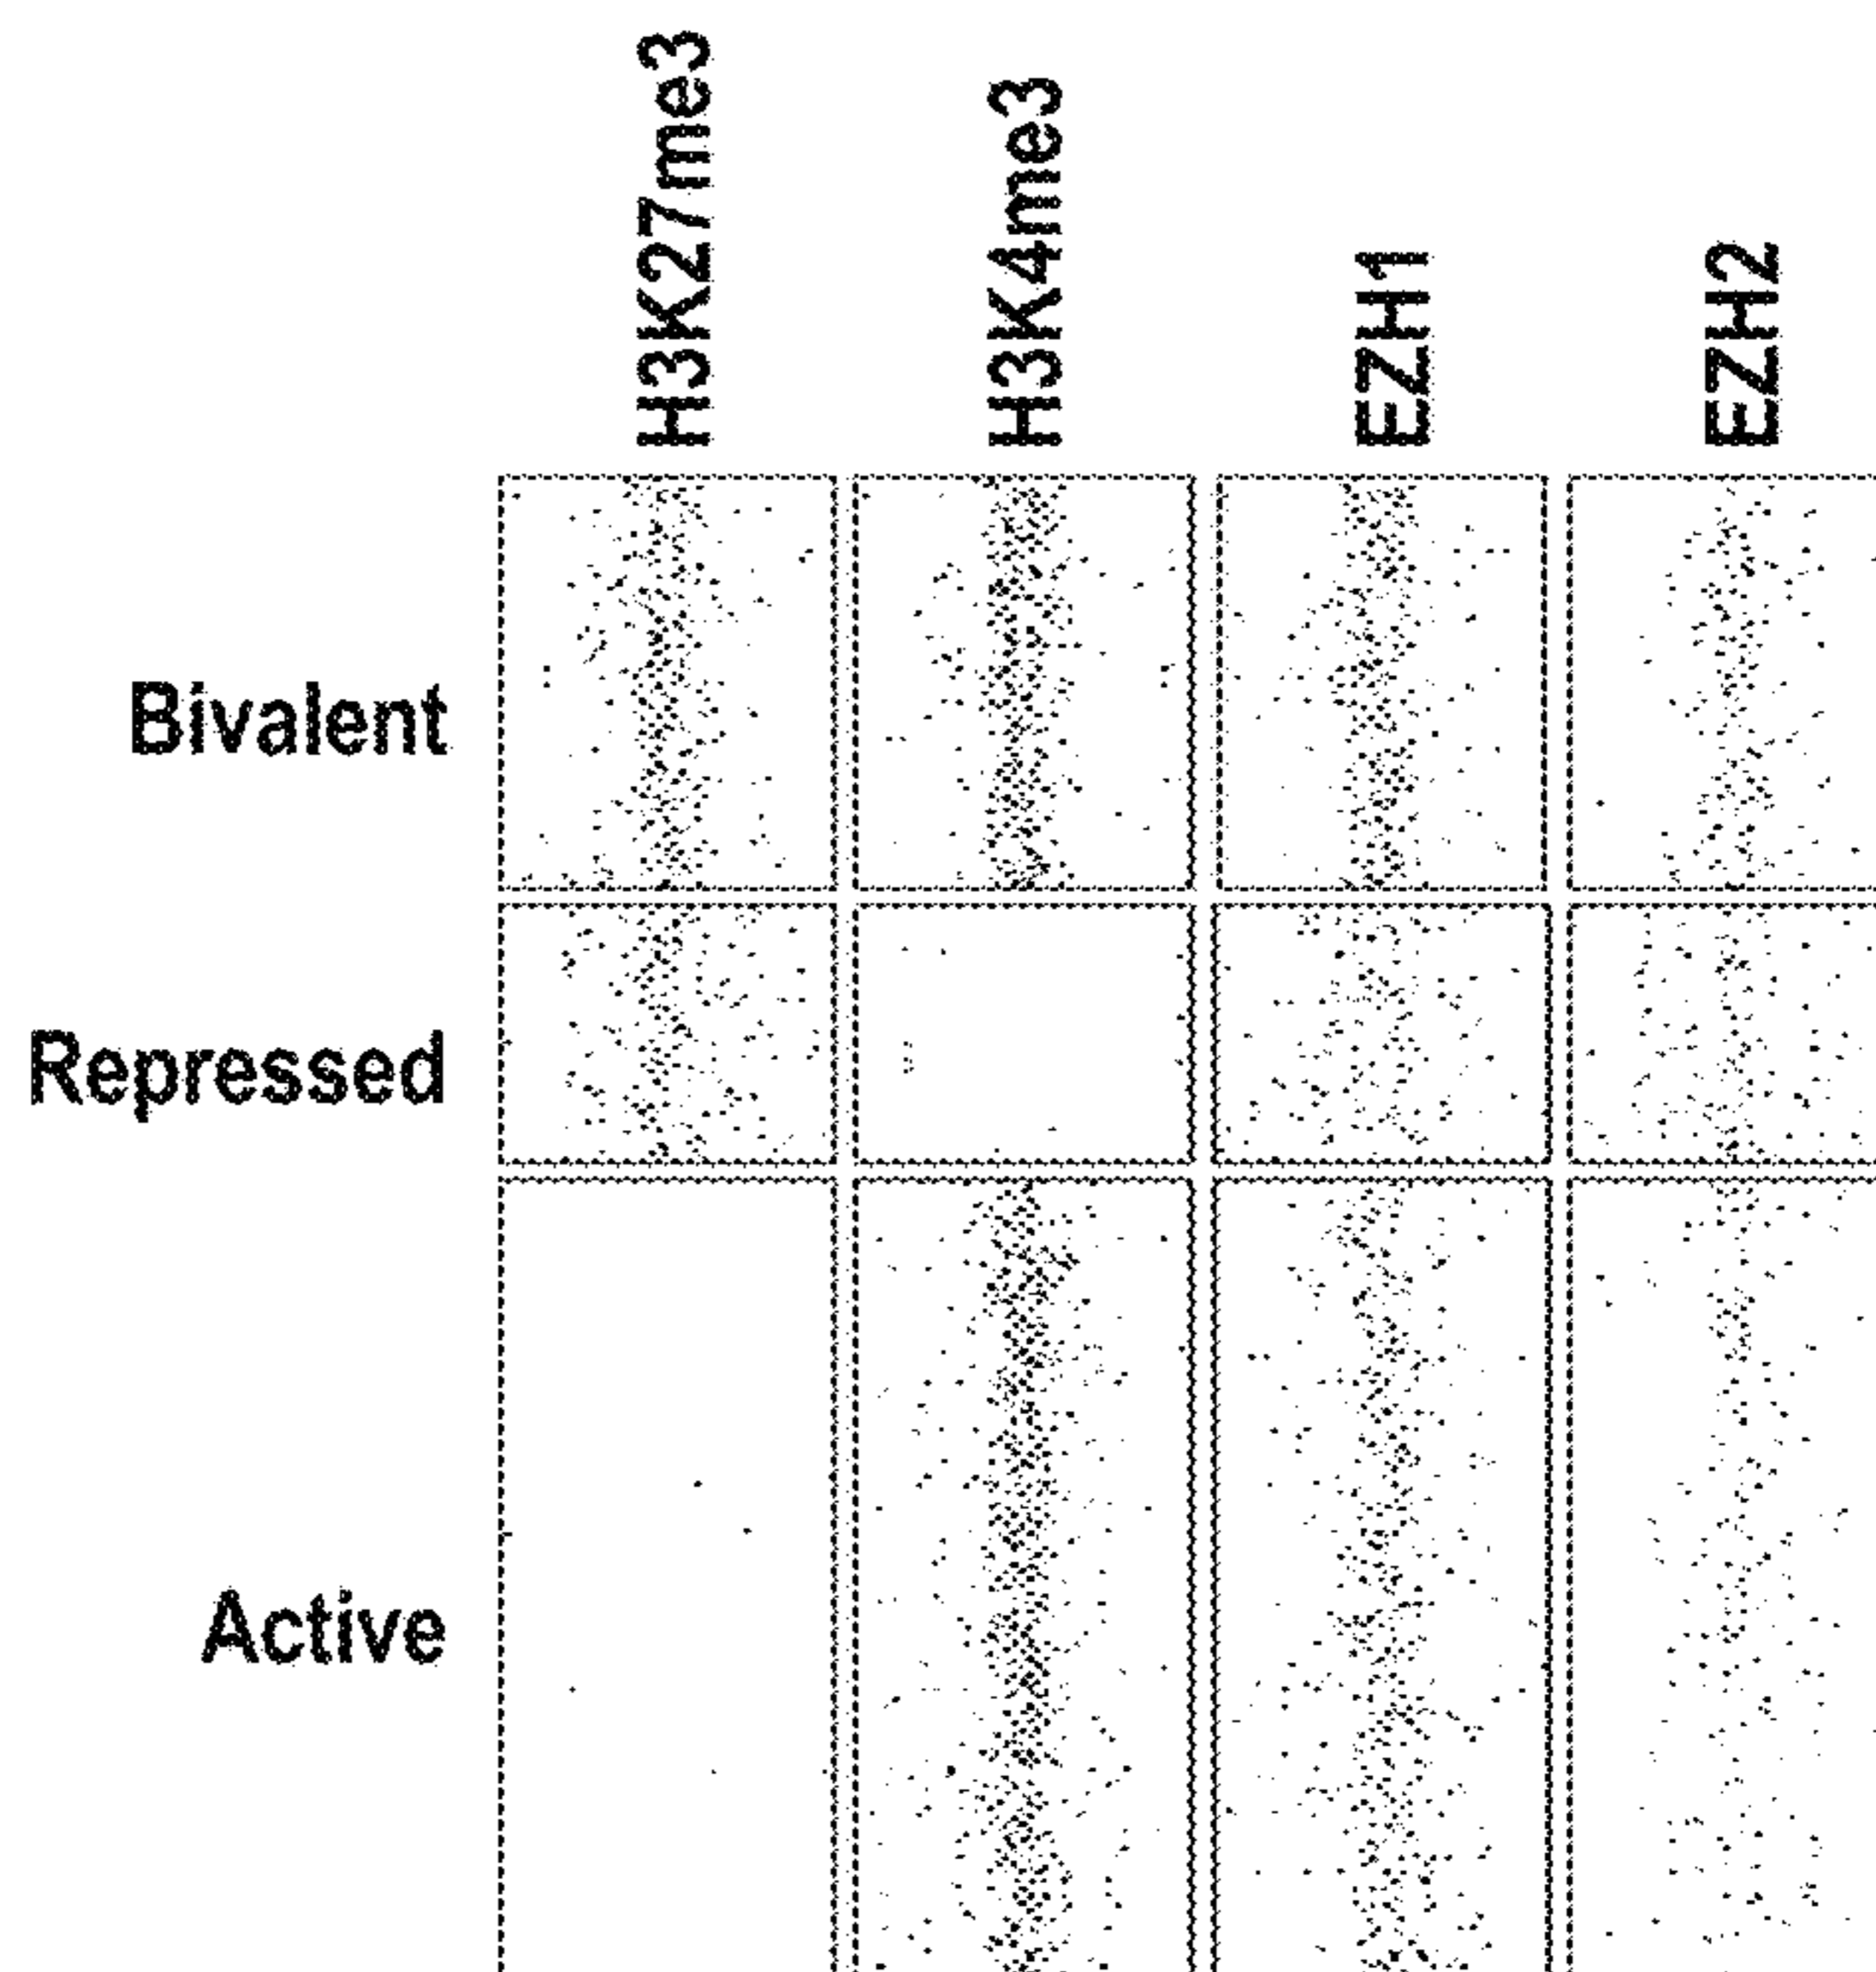 H3K27me3
H3K4me3
EZH1
EZH2
Bivalent
Repressed
Active